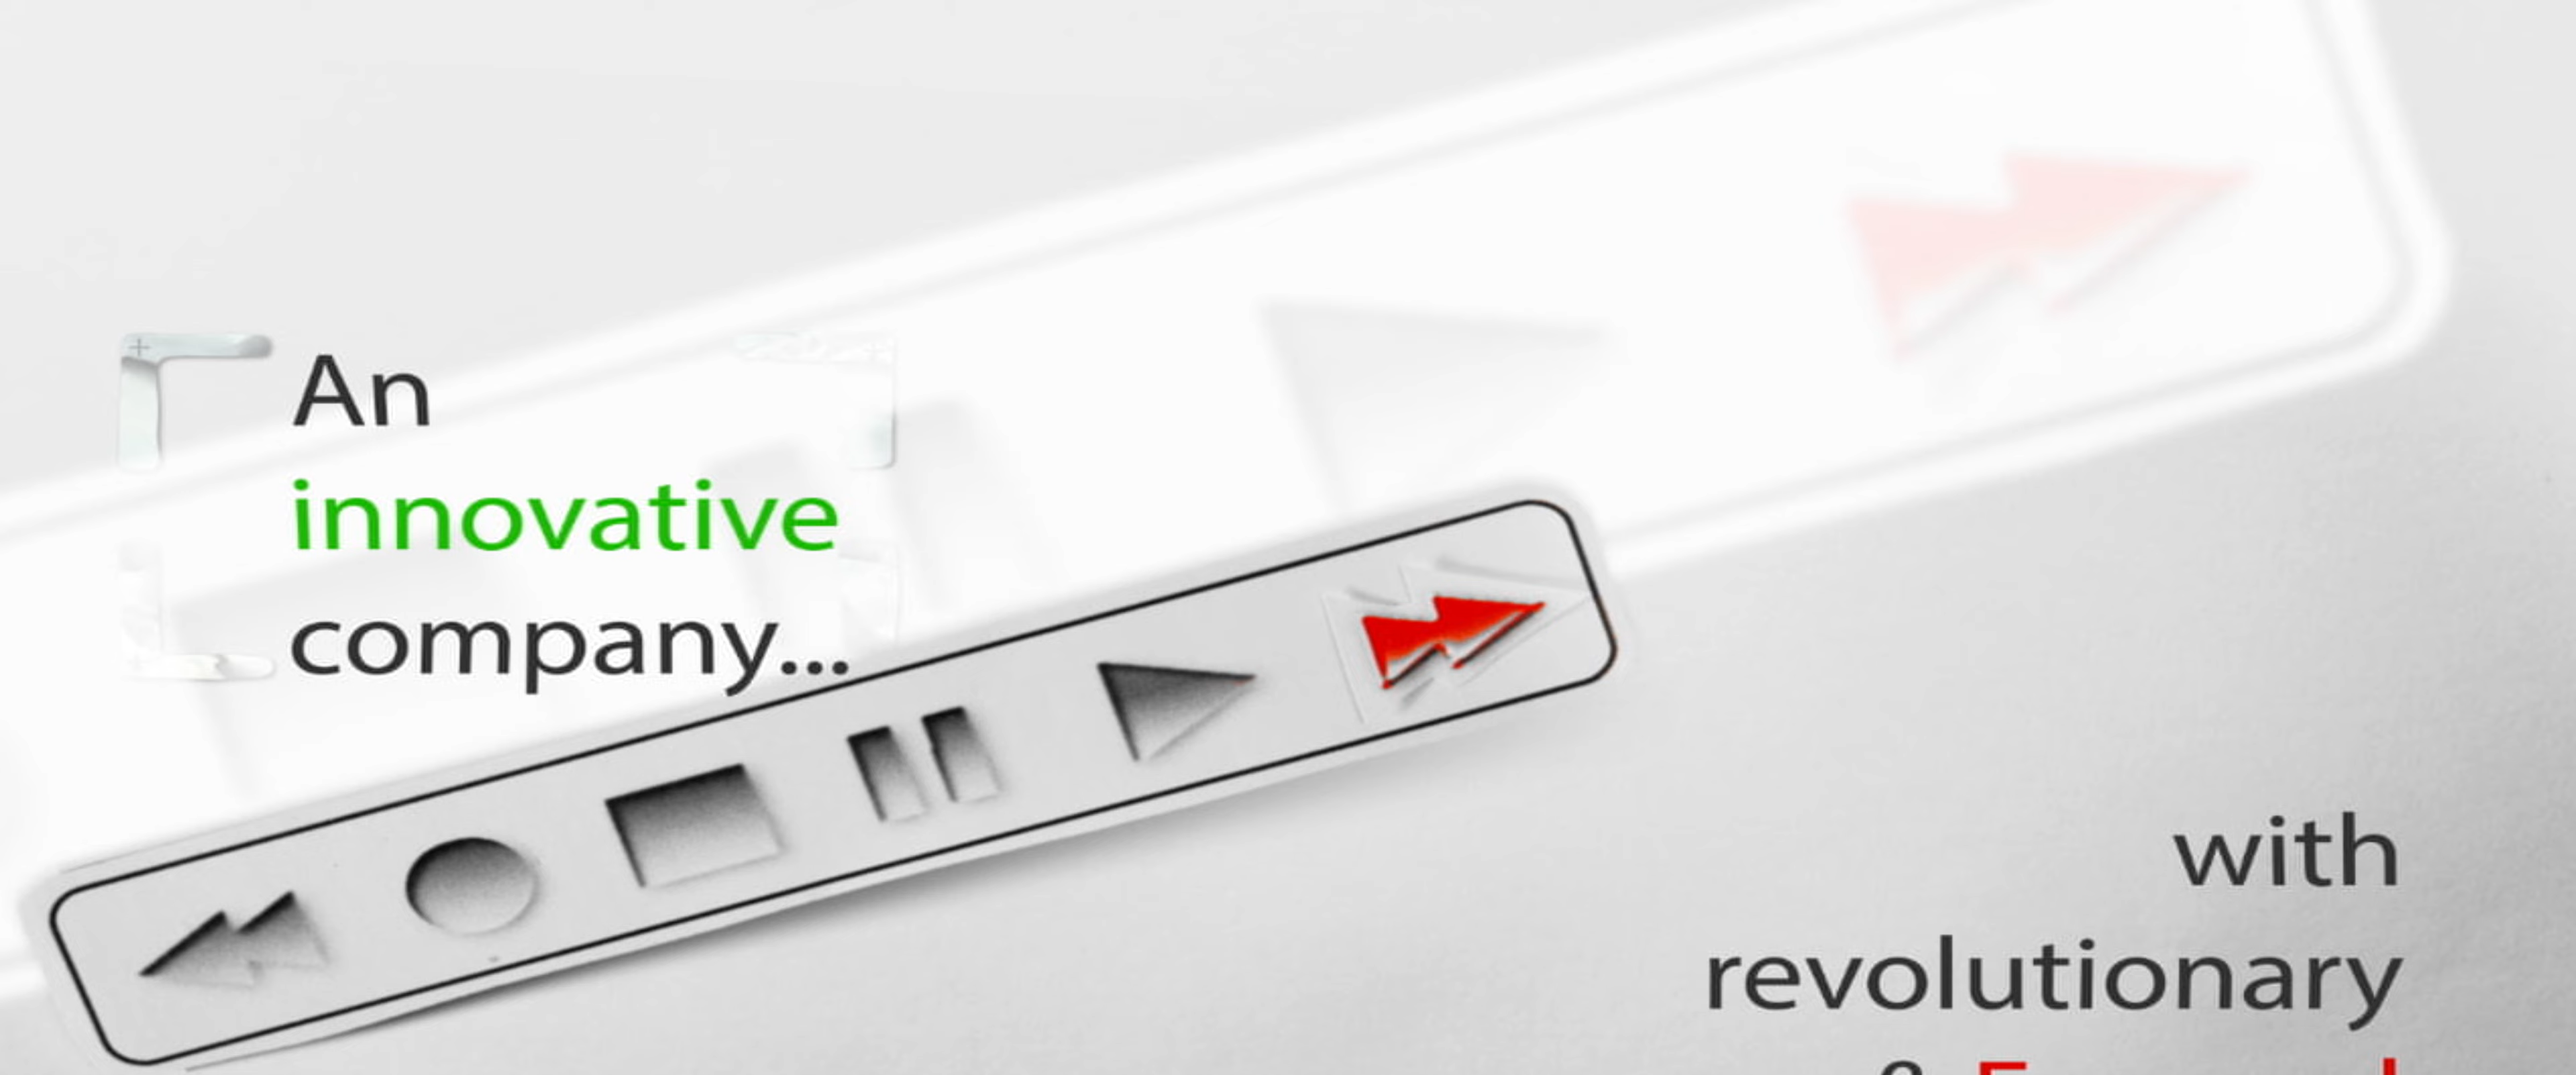 An
innovative
company...
with
revolutionary
&